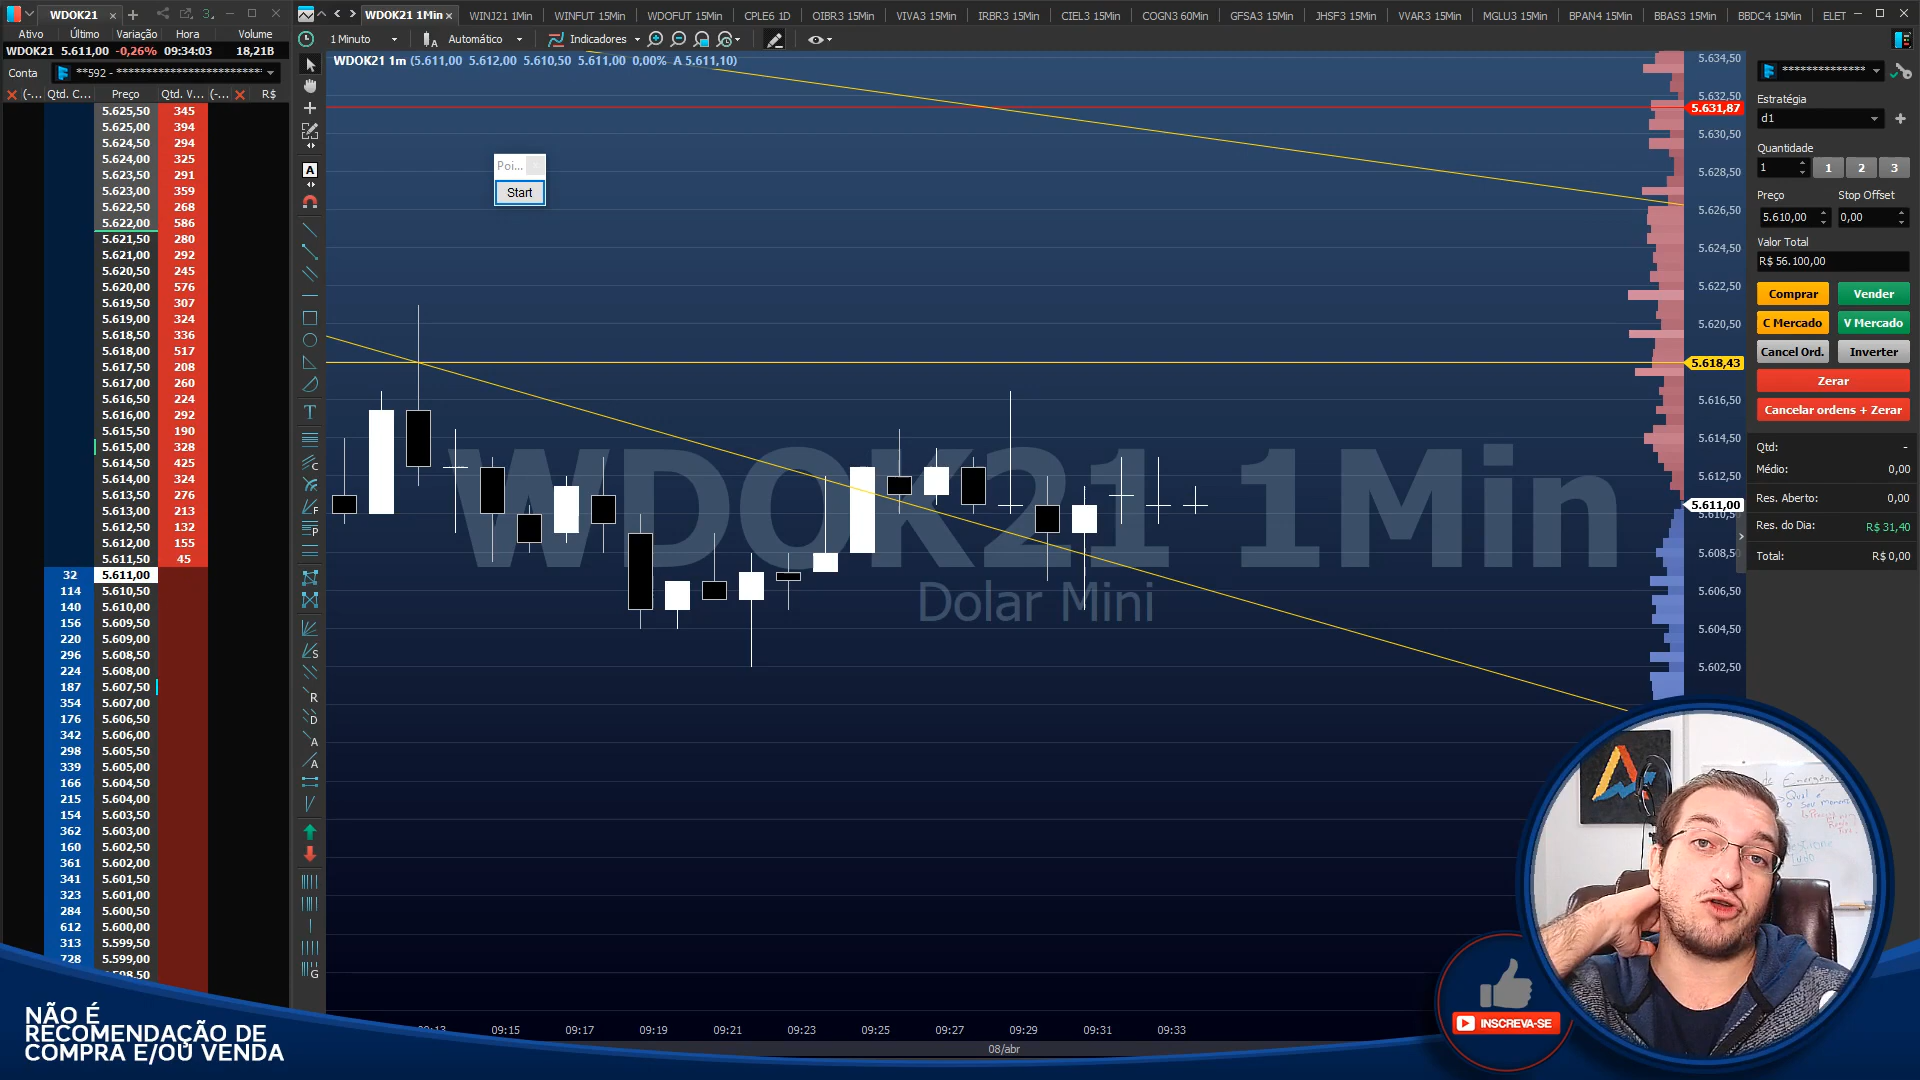 WDOK21
3
Ativo Último Variação Hora Volume
WDOK21 5.611,00 -0,26% 09:34:03 18,21B
Conta **592 - *************************
(-... Qtd. C... Preço Qtd. V... (-... R$
5.625,50 345
5.625,00 394
5.624,50 294
5.624,00 325
5.623,50 291
5.623,00 359
5.622,50 268
5.622,00 586
5.621,50 280
5.621,00 292
5.620,50 245
5.620,00 576
5.619,50 307
5.619,00 324
5.618,50 336
5.618,00 517
5.617,50 208
5.617,00 260
5.616,50 224
5.616,00 292
5.615,50 190
5.615,00 328
5.614,50 425
5.614,00 324
5.613,50 276
5.613,00 213
5.612,50 132
5.612,00 155
5.611,50 45
32 5.611,00
114 5.610,50
140 5.610,00
156 5.609,50
220 5.609,00
296 5.608,50
224 5.608,00
187 5.607,50
354 5.607,00
176 5.606,50
342 5.606,00
298 5.605,50
339 5.605,00
166 5.604,50
215 5.604,00
154 5.603,50
362 5.603,00
160 5.602,50
361 5.602,00
341 5.601,50
323 5.601,00
284 5.600,50
612 5.600,00
313 5.599,50
728 5.599,00
WDOK21 1Min WINJ21 1Min WINFUT 15Min WDOFUT 15Min CPLE6 1D OIBR3 15Min VIVA3 15Min IRBR3 15Min CIEL3 15Min COGN3 60Min GFSA3 15Min JHSF3 15Min VVAR3 15Min MGLU3 15Min BPAN4 15Min BBAS3 15Min BBDC4 15Min ELET
1 Minuto Automático Indicadores
WDOK21 1m (5.611,00 5.612,00 5.610,50 5.611,00 0,00% A 5.611,10)
Poi...
Start
WDOK21 1Min
Dolar Mini
5.634,50
5.632,50
5.631,87
5.630,50
5.628,50
5.626,50
5.624,50
5.622,50
5.620,50
5.618,43
5.616,50
5.614,50
5.612,50
5.611,00
5.608,50
5.606,50
5.604,50
5.602,50
09:13 09:15 09:17 09:19 09:21 09:23 09:25 09:27 09:29 09:31 09:33
08/abr
**************
Estratégia
d1
Quantidade
1 1 2 3
Preço Stop Offset
5.610,00 0,00
Valor Total
R$ 56.100,00
Comprar Vender
C Mercado V Mercado
Cancel Ord. Inverter
Zerar
Cancelar ordens + Zerar
Qtd: -
Médio: 0,00
Res. Aberto: 0,00
Res. do Dia: R$ 31,40
Total: R$ 0,00
NÃO É
RECOMENDAÇÃO DE
COMPRA E/OU VENDA
INSCREVA-SE